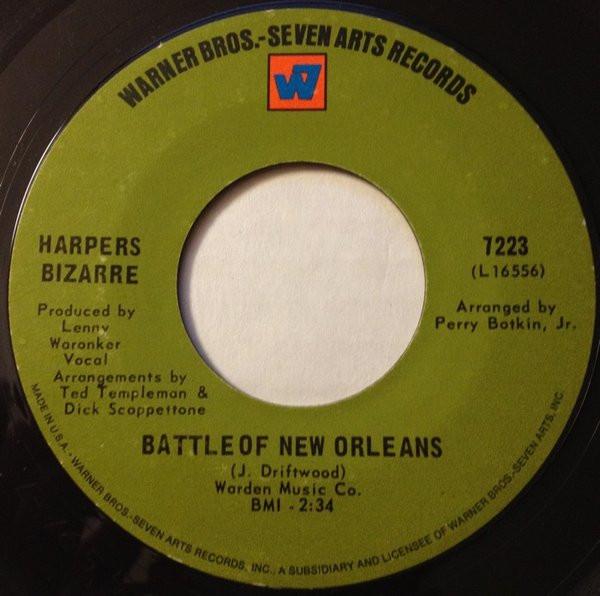 WARNER BROS.-SEVEN ARTS RECORDS
W7
HARPERS
BIZARRE
Produced by
Lenny
Waronker
Vocal
Arrangements by
Ted Templeman &
Dick Scoppettone
7223
(L16556)
Arranged by
Perry Botkin, Jr.
BATTLE OF NEW ORLEANS
(J. Driftwood)
Warden Music Co.
BMI - 2:34
MADE IN U.S.A. • WARNER BROS.-SEVEN ARTS RECORDS, INC., A SUBSIDIARY AND LICENSEE OF WARNER BROS.-SEVEN ARTS, INC.